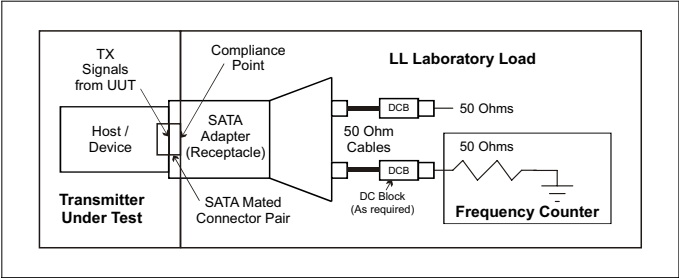 TX
Signals
from UUT
Compliance
Point
LL Laboratory Load
Host /
Device
SATA
Adapter
(Receptacle)
DCB
50 Ohms
50 Ohm
Cables
DCB
50 Ohms
DC Block
(As required)
Frequency Counter
Transmitter
Under Test
SATA Mated
Connector Pair